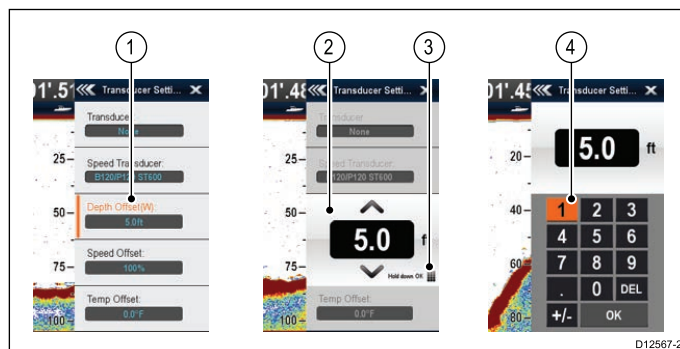 1
2
3
4
01'.51
Transducer Setti...
X
Transducer
None
Speed Transducer:
B120/P120 ST600
Depth Offset(W):
5.0ft
Speed Offset:
100%
Temp Offset:
0.0°F
25
50
75
100
01'.48
Transducer Setti...
X
Transducer
None
Speed Transducer:
B120/P120 ST600
5.0
f
Hold down OK
Temp Offset:
0.0°F
25
50
75
100
01'.45
Transducer Setti...
X
5.0
ft
1 2 3
4 5 6
7 8 9
. 0 DEL
+/- OK
20
40
60
80
D12567-2